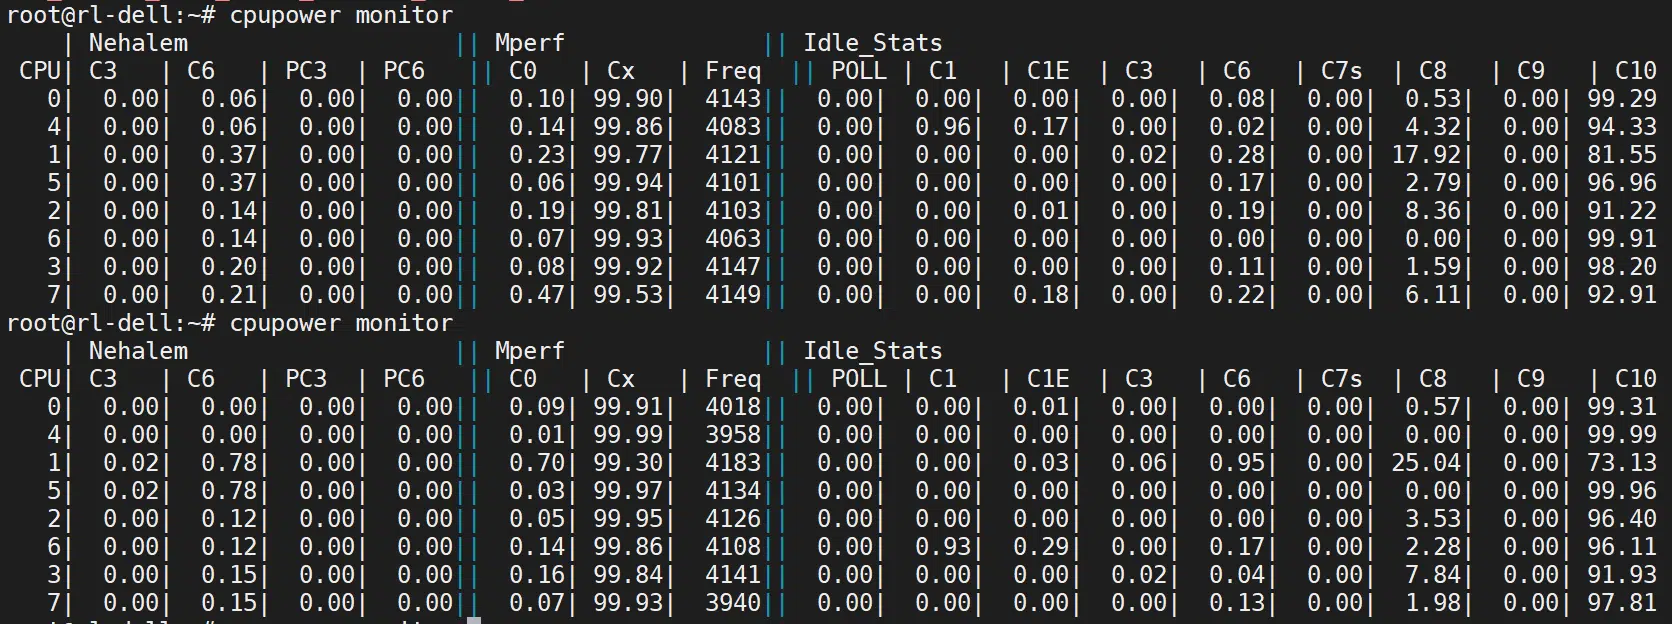 root@rl-dell:~# cpupower monitor
    | Nehalem                   || Mperf              || Idle_Stats
 CPU| C3   | C6   | PC3  | PC6   || C0   | Cx   | Freq  || POLL | C1   | C1E  | C3   | C6   | C7s  | C8   | C9   | C10
   0|  0.00|  0.06|  0.00|  0.00||  0.10| 99.90|  4143||  0.00|  0.00|  0.00|  0.00|  0.08|  0.00|  0.53|  0.00| 99.29
   4|  0.00|  0.06|  0.00|  0.00||  0.14| 99.86|  4083||  0.00|  0.96|  0.17|  0.00|  0.02|  0.00|  4.32|  0.00| 94.33
   1|  0.00|  0.37|  0.00|  0.00||  0.23| 99.77|  4121||  0.00|  0.00|  0.00|  0.02|  0.28|  0.00| 17.92|  0.00| 81.55
   5|  0.00|  0.37|  0.00|  0.00||  0.06| 99.94|  4101||  0.00|  0.00|  0.00|  0.00|  0.17|  0.00|  2.79|  0.00| 96.96
   2|  0.00|  0.14|  0.00|  0.00||  0.19| 99.81|  4103||  0.00|  0.00|  0.01|  0.00|  0.19|  0.00|  8.36|  0.00| 91.22
   6|  0.00|  0.14|  0.00|  0.00||  0.07| 99.93|  4063||  0.00|  0.00|  0.00|  0.00|  0.00|  0.00|  0.00|  0.00| 99.91
   3|  0.00|  0.20|  0.00|  0.00||  0.08| 99.92|  4147||  0.00|  0.00|  0.00|  0.00|  0.11|  0.00|  1.59|  0.00| 98.20
   7|  0.00|  0.21|  0.00|  0.00||  0.47| 99.53|  4149||  0.00|  0.00|  0.18|  0.00|  0.22|  0.00|  6.11|  0.00| 92.91
root@rl-dell:~# cpupower monitor
    | Nehalem                   || Mperf              || Idle_Stats
 CPU| C3   | C6   | PC3  | PC6   || C0   | Cx   | Freq  || POLL | C1   | C1E  | C3   | C6   | C7s  | C8   | C9   | C10
   0|  0.00|  0.00|  0.00|  0.00||  0.09| 99.91|  4018||  0.00|  0.00|  0.01|  0.00|  0.00|  0.00|  0.57|  0.00| 99.31
   4|  0.00|  0.00|  0.00|  0.00||  0.01| 99.99|  3958||  0.00|  0.00|  0.00|  0.00|  0.00|  0.00|  0.00|  0.00| 99.99
   1|  0.02|  0.78|  0.00|  0.00||  0.70| 99.30|  4183||  0.00|  0.00|  0.03|  0.06|  0.95|  0.00| 25.04|  0.00| 73.13
   5|  0.02|  0.78|  0.00|  0.00||  0.03| 99.97|  4134||  0.00|  0.00|  0.00|  0.00|  0.00|  0.00|  0.00|  0.00| 99.96
   2|  0.00|  0.12|  0.00|  0.00||  0.05| 99.95|  4126||  0.00|  0.00|  0.00|  0.00|  0.00|  0.00|  3.53|  0.00| 96.40
   6|  0.00|  0.12|  0.00|  0.00||  0.14| 99.86|  4108||  0.00|  0.93|  0.29|  0.00|  0.17|  0.00|  2.28|  0.00| 96.11
   3|  0.00|  0.15|  0.00|  0.00||  0.16| 99.84|  4141||  0.00|  0.00|  0.00|  0.02|  0.04|  0.00|  7.84|  0.00| 91.93
   7|  0.00|  0.15|  0.00|  0.00||  0.07| 99.93|  3940||  0.00|  0.00|  0.00|  0.00|  0.13|  0.00|  1.98|  0.00| 97.81